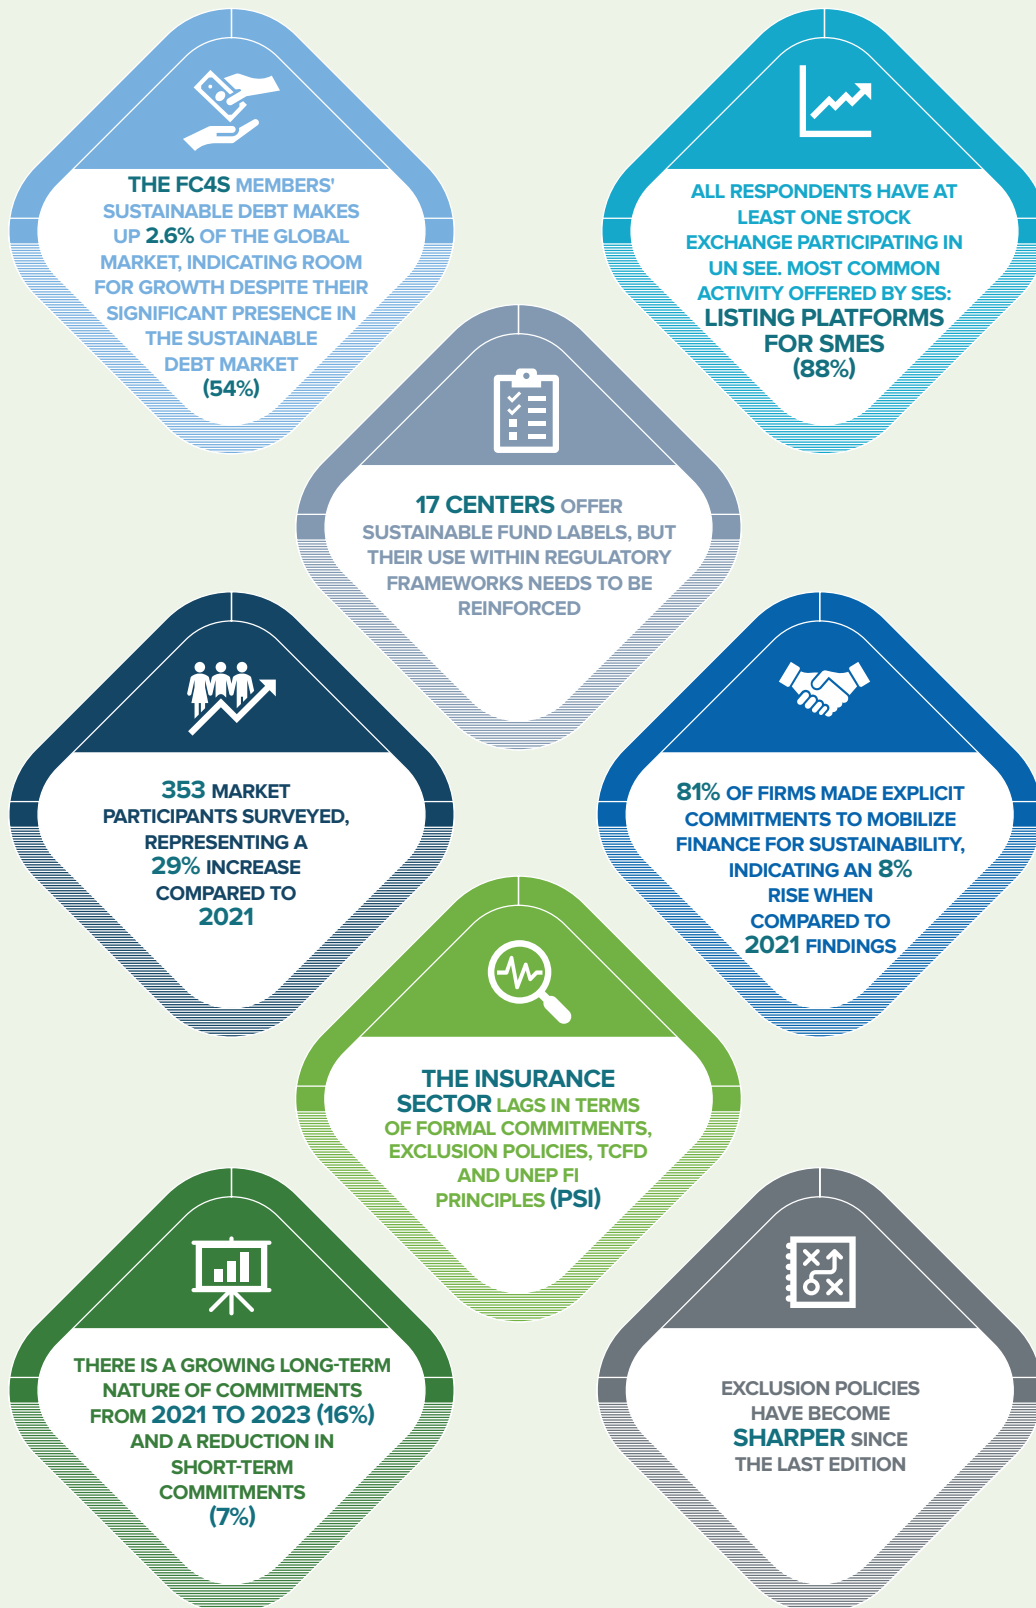 THE FC4S MEMBERS'
SUSTAINABLE DEBT MAKES
UP 2.6% OF THE GLOBAL
MARKET, INDICATING ROOM
FOR GROWTH DESPITE THEIR
SIGNIFICANT PRESENCE IN
THE SUSTAINABLE
DEBT MARKET
(54%)
ALL RESPONDENTS HAVE AT
LEAST ONE STOCK
EXCHANGE PARTICIPATING IN
UN SEE. MOST COMMON
ACTIVITY OFFERED BY SES:
LISTING PLATFORMS
FOR SMES
(88%)
17 CENTERS OFFER
SUSTAINABLE FUND LABELS, BUT
THEIR USE WITHIN REGULATORY
FRAMEWORKS NEEDS TO BE
REINFORCED
353 MARKET
PARTICIPANTS SURVEYED,
REPRESENTING A
29% INCREASE
COMPARED TO
2021
81% OF FIRMS MADE EXPLICIT
COMMITMENTS TO MOBILIZE
FINANCE FOR SUSTAINABILITY,
INDICATING AN 8%
RISE WHEN
COMPARED TO
2021 FINDINGS
THE INSURANCE
SECTOR LAGS IN TERMS
OF FORMAL COMMITMENTS,
EXCLUSION POLICIES, TCFD
AND UNEP FI
PRINCIPLES (PSI)
THERE IS A GROWING LONG-TERM
NATURE OF COMMITMENTS
FROM 2021 TO 2023 (16%)
AND A REDUCTION IN
SHORT-TERM
COMMITMENTS
(7%)
EXCLUSION POLICIES
HAVE BECOME
SHARPER SINCE
THE LAST EDITION